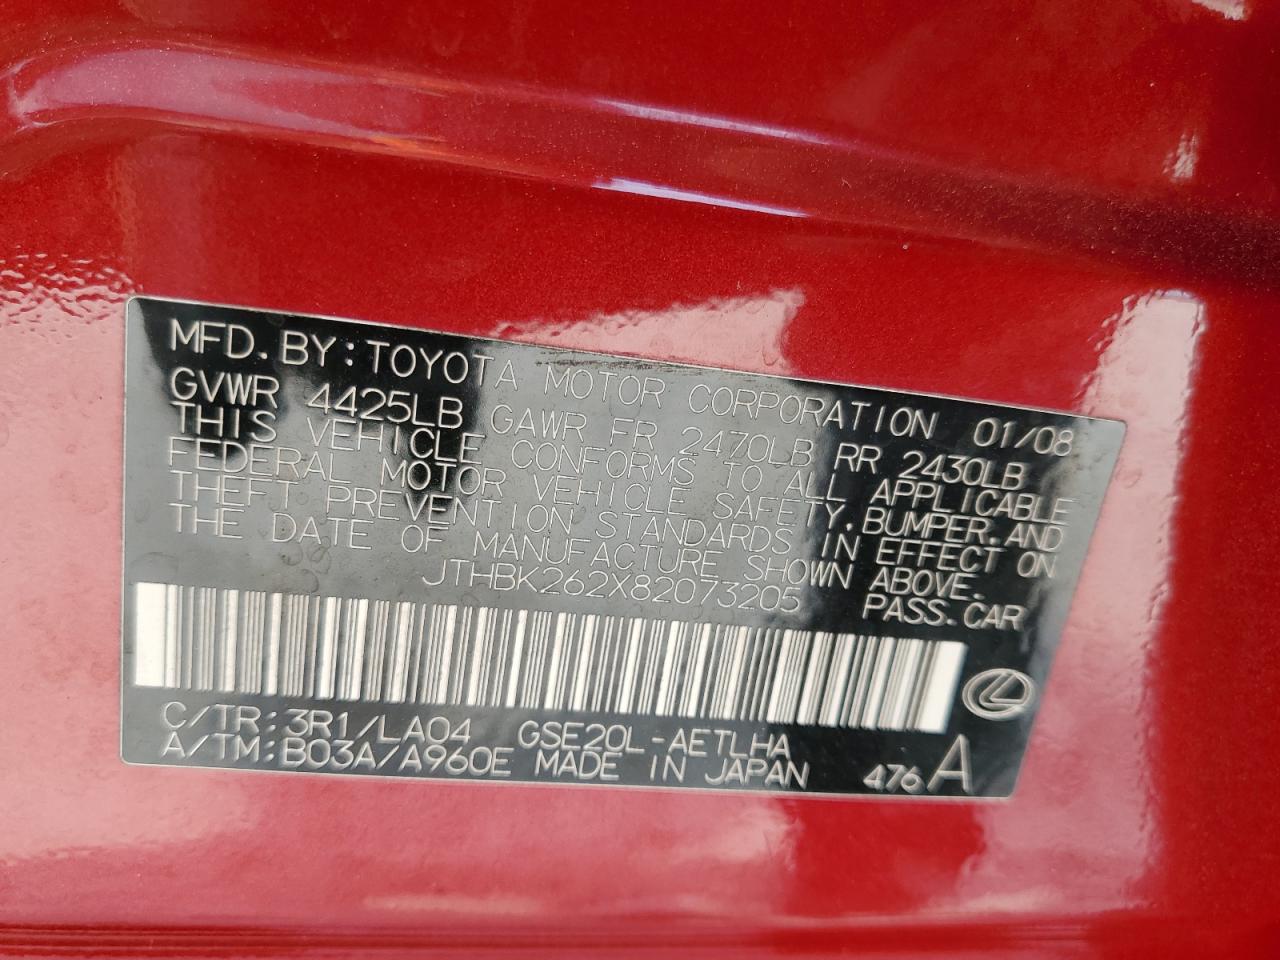 MFD. BY: TOYOTA MOTOR CORPORATION 01/08
GVWR 4425LB GAWR FR 2470LB RR 2430LB
THIS VEHICLE CONFORMS TO ALL APPLICABLE
FEDERAL MOTOR VEHICLE SAFETY, BUMPER, AND
THEFT PREVENTION STANDARDS IN EFFECT ON
THE DATE OF MANUFACTURE SHOWN ABOVE.
JTHBK262X82073205 PASS. CAR
C/TR: 3R1/LA04 GSE20L-AETLHA
A/TM: B03A/A960E MADE IN JAPAN 476 A